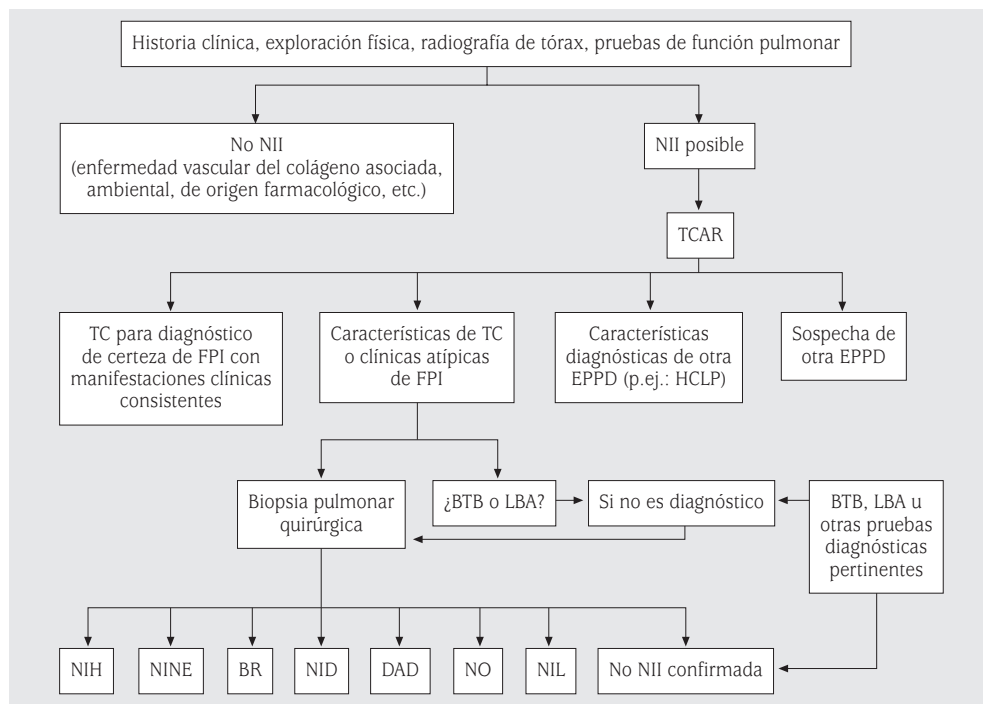 Historia clínica, exploración física, radiografía de tórax, pruebas de función pulmonar
No NII
(enfermedad vascular del colágeno asociada,
ambiental, de origen farmacológico, etc.)
NII posible
TCAR
TC para diagnóstico
de certeza de FPI con
manifestaciones clínicas
consistentes
Características de TC
o clínicas atípicas
de FPI
Características
diagnósticas de otra
EPPD (p.ej.: HCLP)
Sospecha de
otra EPPD
Biopsia pulmonar
quirúrgica
¿BTB o LBA?
Si no es diagnóstico
BTB, LBA u
otras pruebas
diagnósticas
pertinentes
NIH
NINE
BR
NID
DAD
NO
NIL
No NII confirmada